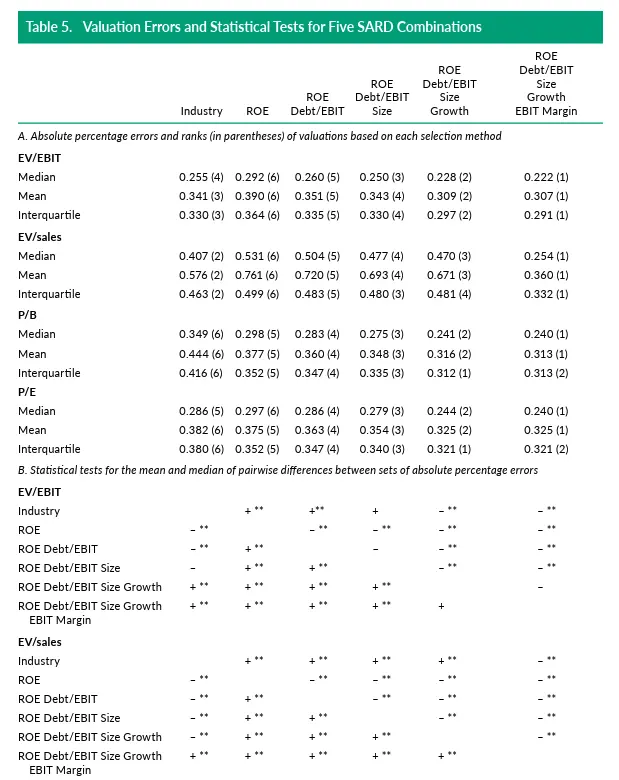 Table 5. Valuation Errors and Statistical Tests for Five SARD Combinations
Industry ROE ROE Debt/EBIT ROE Debt/EBIT Size ROE Debt/EBIT Size Growth ROE Debt/EBIT Size Growth EBIT Margin
A. Absolute percentage errors and ranks (in parentheses) of valuations based on each selection method
EV/EBIT
Median 0.255 (4) 0.292 (6) 0.260 (5) 0.250 (3) 0.228 (2) 0.222 (1)
Mean 0.341 (3) 0.390 (6) 0.351 (5) 0.343 (4) 0.309 (2) 0.307 (1)
Interquartile 0.330 (3) 0.364 (6) 0.335 (5) 0.330 (4) 0.297 (2) 0.291 (1)
EV/sales
Median 0.407 (2) 0.531 (6) 0.504 (5) 0.477 (4) 0.470 (3) 0.254 (1)
Mean 0.576 (2) 0.761 (6) 0.720 (5) 0.693 (4) 0.671 (3) 0.360 (1)
Interquartile 0.463 (2) 0.499 (6) 0.483 (5) 0.480 (3) 0.481 (4) 0.332 (1)
P/B
Median 0.349 (6) 0.298 (5) 0.283 (4) 0.275 (3) 0.241 (2) 0.240 (1)
Mean 0.444 (6) 0.377 (5) 0.360 (4) 0.348 (3) 0.316 (2) 0.313 (1)
Interquartile 0.416 (6) 0.352 (5) 0.347 (4) 0.335 (3) 0.312 (1) 0.313 (2)
P/E
Median 0.286 (5) 0.297 (6) 0.286 (4) 0.279 (3) 0.244 (2) 0.240 (1)
Mean 0.382 (6) 0.375 (5) 0.363 (4) 0.354 (3) 0.325 (2) 0.325 (1)
Interquartile 0.380 (6) 0.352 (5) 0.347 (4) 0.340 (3) 0.321 (1) 0.321 (2)
B. Statistical tests for the mean and median of pairwise differences between sets of absolute percentage errors
EV/EBIT
Industry + ** +** + – ** – **
ROE – ** – ** – ** – ** – **
ROE Debt/EBIT – ** + ** – – ** – **
ROE Debt/EBIT Size – + ** + ** – ** – **
ROE Debt/EBIT Size Growth + ** + ** + ** + ** –
ROE Debt/EBIT Size Growth + ** + ** + ** + ** +
EBIT Margin
EV/sales
Industry + ** + ** + ** + ** – **
ROE – ** – ** – ** – ** – **
ROE Debt/EBIT – ** + ** – ** – ** – **
ROE Debt/EBIT Size – ** + ** + ** – ** – **
ROE Debt/EBIT Size Growth – ** + ** + ** + ** – **
ROE Debt/EBIT Size Growth + ** + ** + ** + ** + **
EBIT Margin